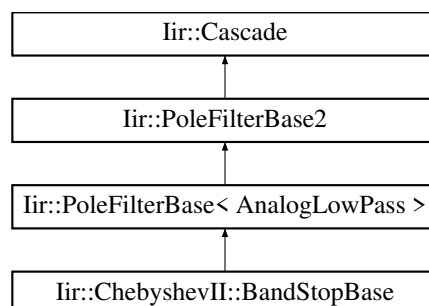 Iir::Cascade
Iir::PoleFilterBase2
Iir::PoleFilterBase< AnalogLowPass >
Iir::ChebyshevII::BandStopBase